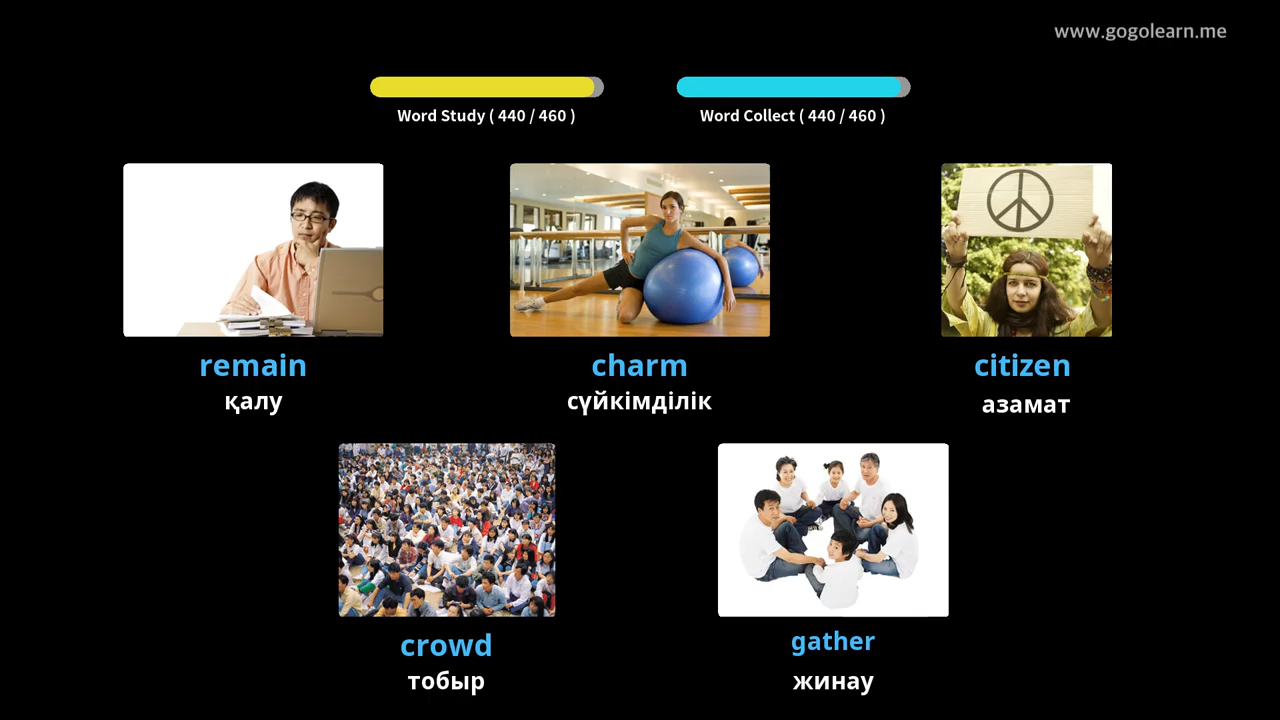 www.gogolearn.me
Word Study ( 440 / 460 )
Word Collect ( 440 / 460 )
remain
қалу
charm
сүйкімділік
citizen
азамат
crowd
тобыр
gather
жинау